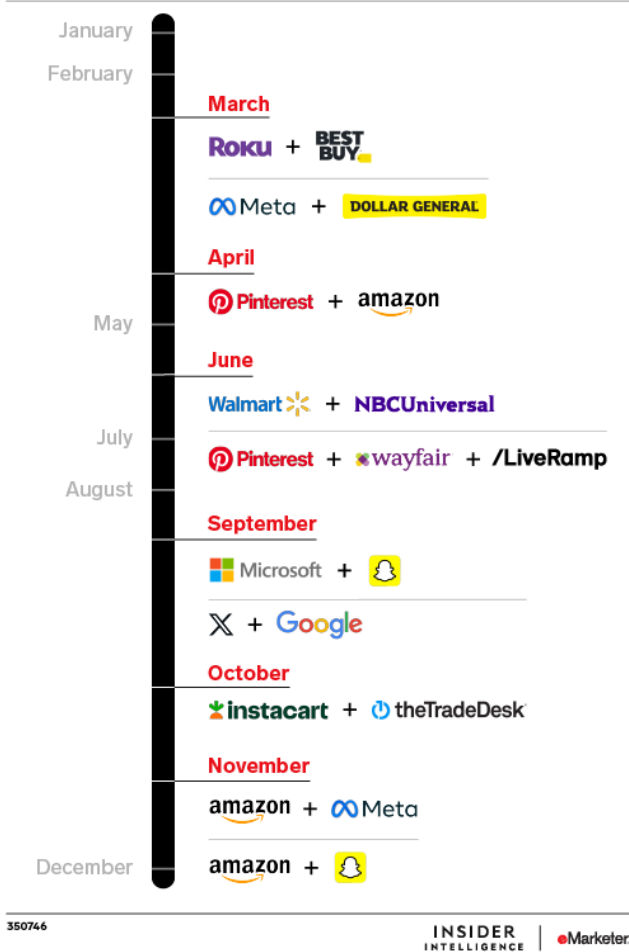 January
February
March
ROKU + BEST BUY
Meta + DOLLAR GENERAL
April
Pinterest + amazon
May
June
Walmart + NBCUniversal
July
Pinterest + wayfair + /LiveRamp
August
September
Microsoft +
X + Google
October
instacart + theTradeDesk
November
amazon + Meta
December
amazon +
350746
INSIDER INTELLIGENCE | eMarketer